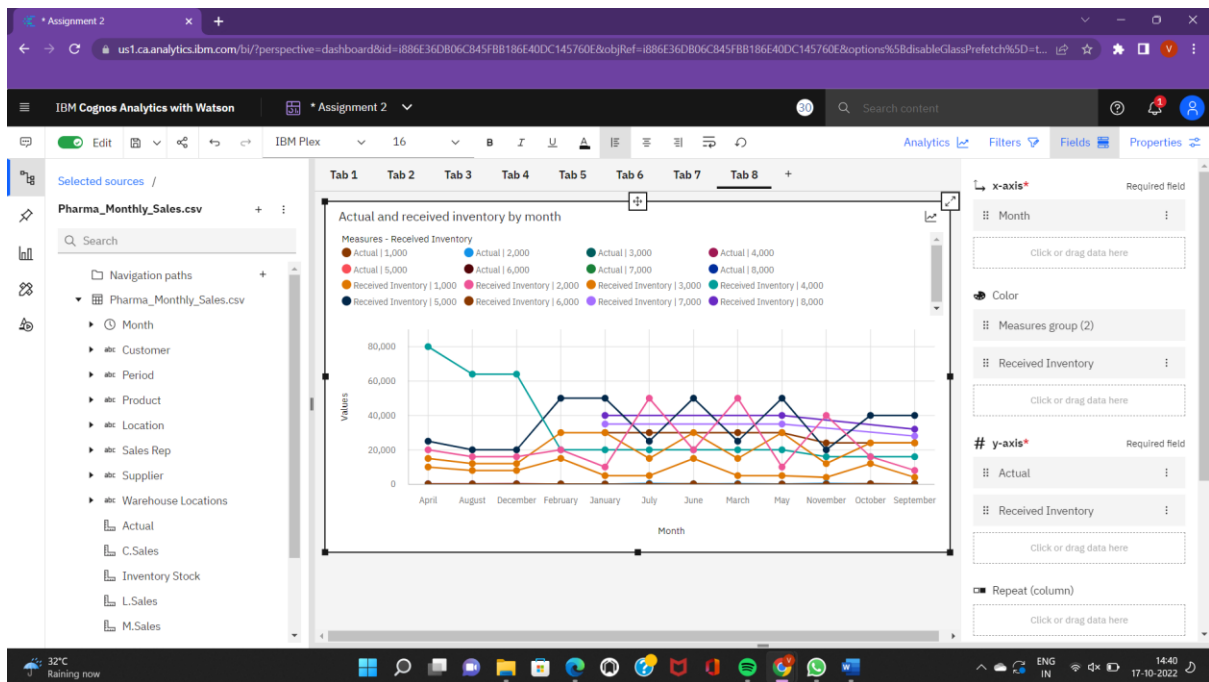 * Assignment 2
us1.ca.analytics.ibm.com/bi/?perspective=dashboard&id=i886E36DB06C845FBB186E40DC145760E&objRef=i886E36DB06C845FBB186E40DC145760E&options%5BdisableGlassPrefetch%5D=t...
V
IBM Cognos Analytics with Watson
* Assignment 2
30
Search content
1
Edit
IBM Plex
16
B I U A
Analytics
Filters
Fields
Properties
Selected sources /
Pharma_Monthly_Sales.csv
Search
Navigation paths
Pharma_Monthly_Sales.csv
Month
abc Customer
abc Period
abc Product
abc Location
abc Sales Rep
abc Supplier
abc Warehouse Locations
Actual
C.Sales
Inventory Stock
L.Sales
M.Sales
Tab 1 Tab 2 Tab 3 Tab 4 Tab 5 Tab 6 Tab 7 Tab 8 +
Actual and received inventory by month
Measures - Received Inventory
Actual | 1,000 Actual | 2,000 Actual | 3,000 Actual | 4,000
Actual | 5,000 Actual | 6,000 Actual | 7,000 Actual | 8,000
Received Inventory | 1,000 Received Inventory | 2,000 Received Inventory | 3,000 Received Inventory | 4,000
Received Inventory | 5,000 Received Inventory | 6,000 Received Inventory | 7,000 Received Inventory | 8,000
80,000
60,000
40,000
20,000
0
Values
April August December February January July June March May November October September
Month
x-axis* Required field
Month
Click or drag data here
Color
Measures group (2)
Received Inventory
Click or drag data here
# y-axis* Required field
Actual
Received Inventory
Click or drag data here
Repeat (column)
Click or drag data here
32°C
Raining now
ENG
IN
14:40
17-10-2022